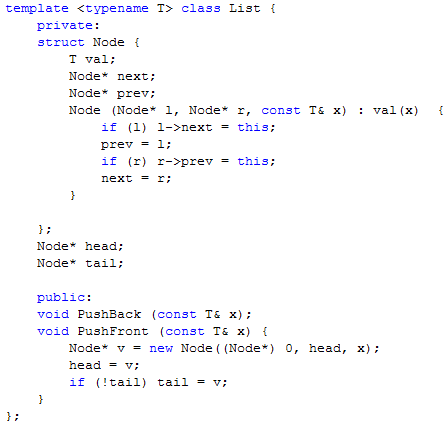 template <typename T> class List {
    private:
    struct Node {
        T val;
        Node* next;
        Node* prev;
        Node (Node* l, Node* r, const T& x) : val(x)  {
            if (l) l->next = this;
            prev = l;
            if (r) r->prev = this;
            next = r;
        }

    };
    Node* head;
    Node* tail;

    public:
    void PushBack (const T& x);
    void PushFront (const T& x) {
        Node* v = new Node((Node*) 0, head, x);
        head = v;
        if (!tail) tail = v;
    }
};